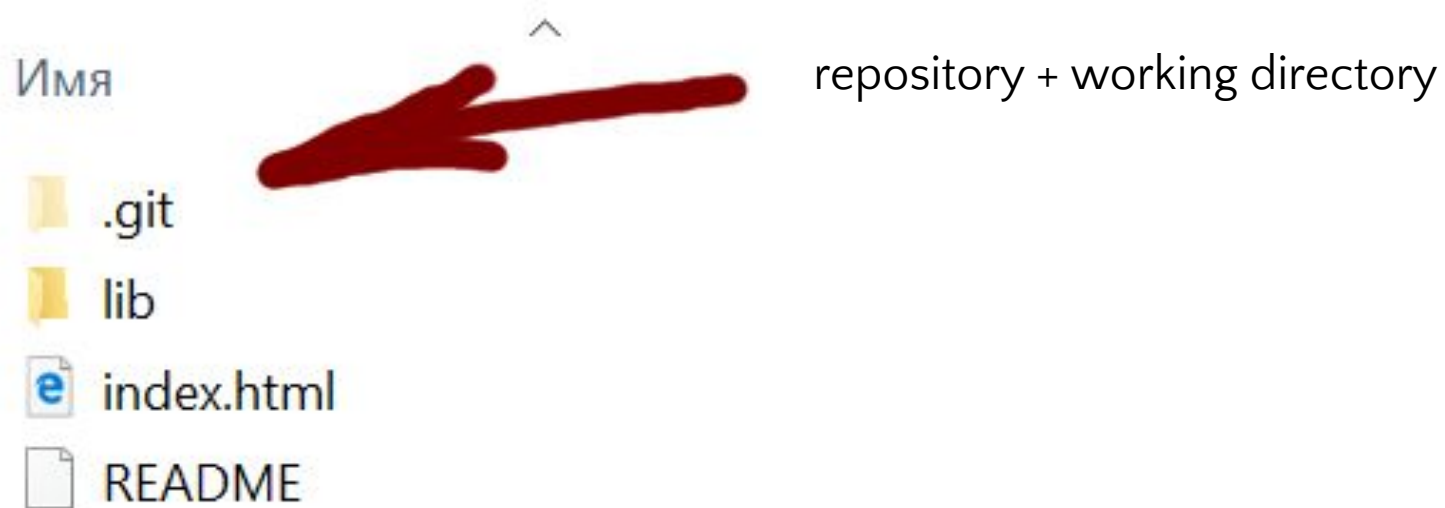 Имя
repository + working directory
.git
lib
index.html
README